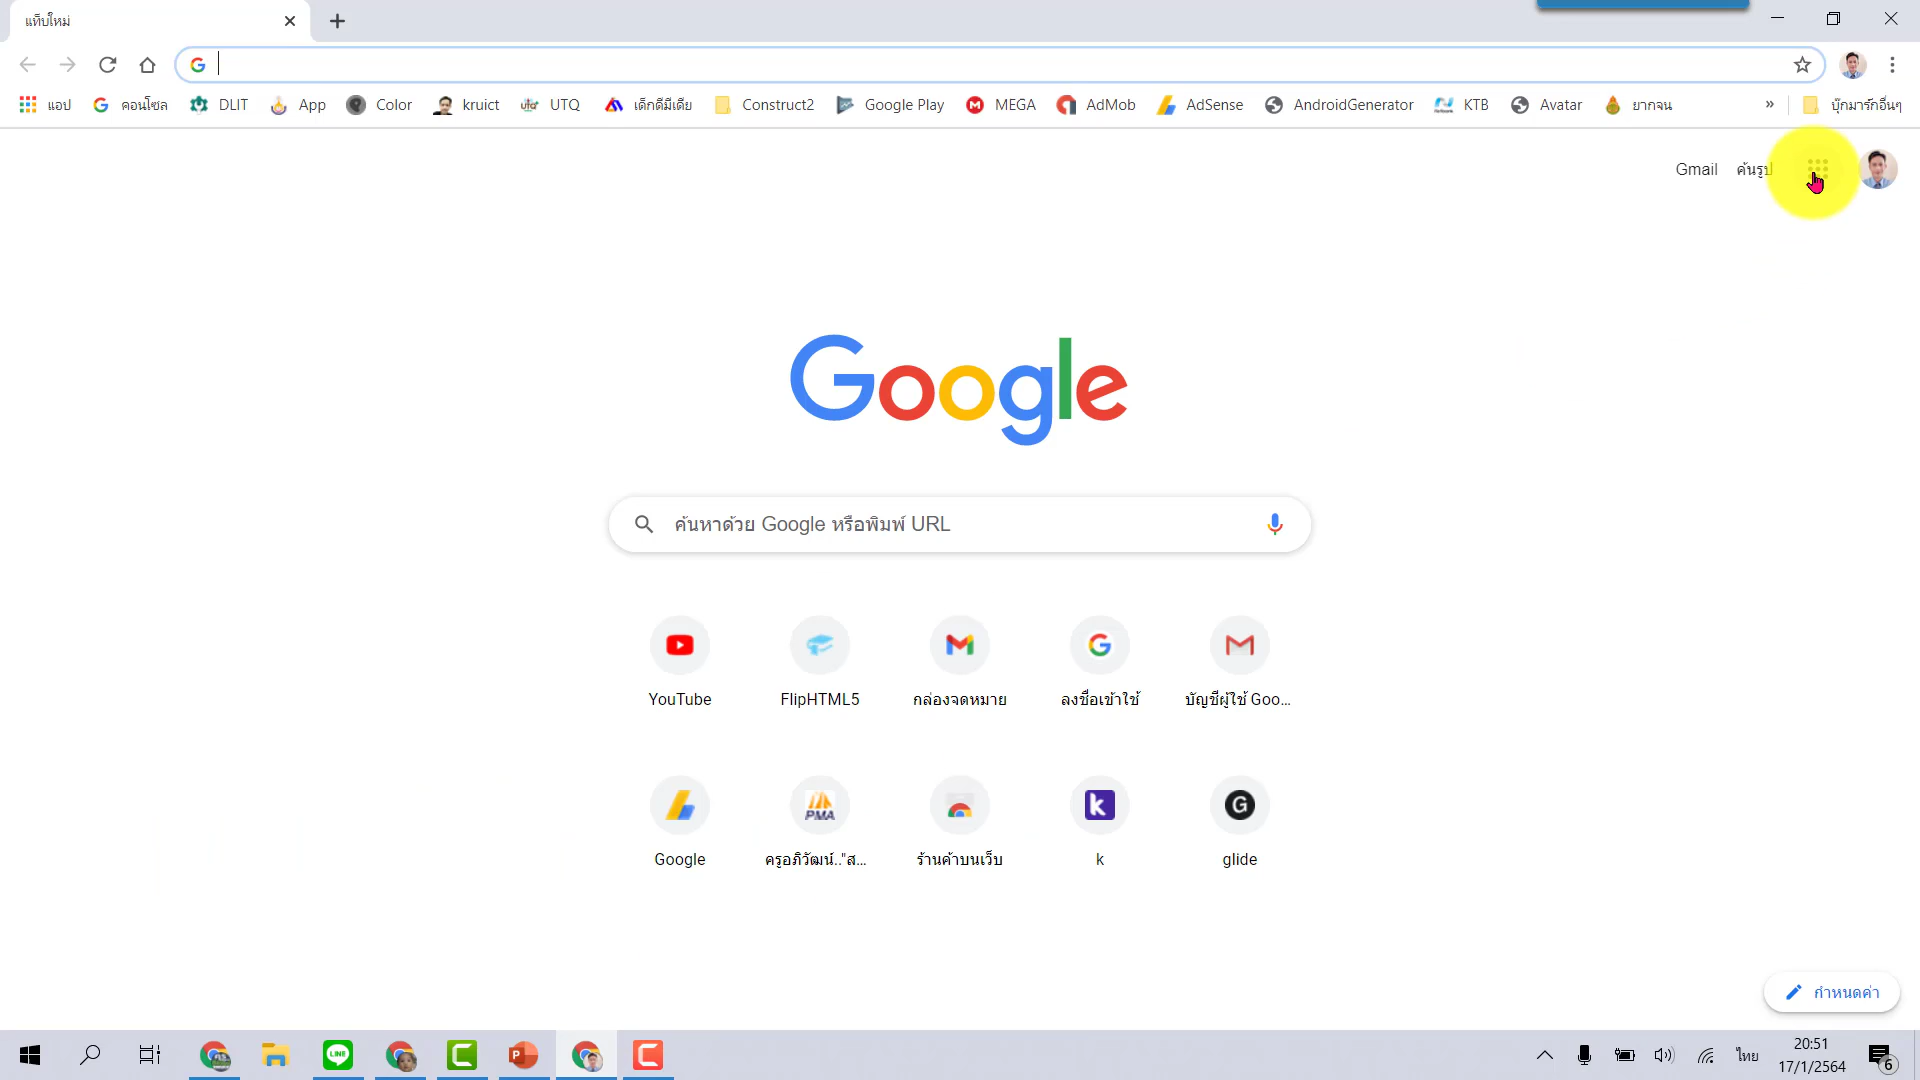 แท็บใหม่
แอป คอนโซล DLIT App Color kruict UTQ เด็กดีมีเดีย Construct2 Google Play MEGA AdMob AdSense AndroidGenerator KTB Avatar ยากจน » บุ๊กมาร์กอื่นๆ
Gmail ค้นรูป
Google
ค้นหาด้วย Google หรือพิมพ์ URL
YouTube FlipHTML5 กล่องจดหมาย ลงชื่อเข้าใช้ บัญชีผู้ใช้ Goo...
PMA
Google ครูอภิวัฒน์.."ส... ร้านค้าบนเว็บ k glide
กำหนดค่า
LINE
ไทย
20:51
17/1/2564
6